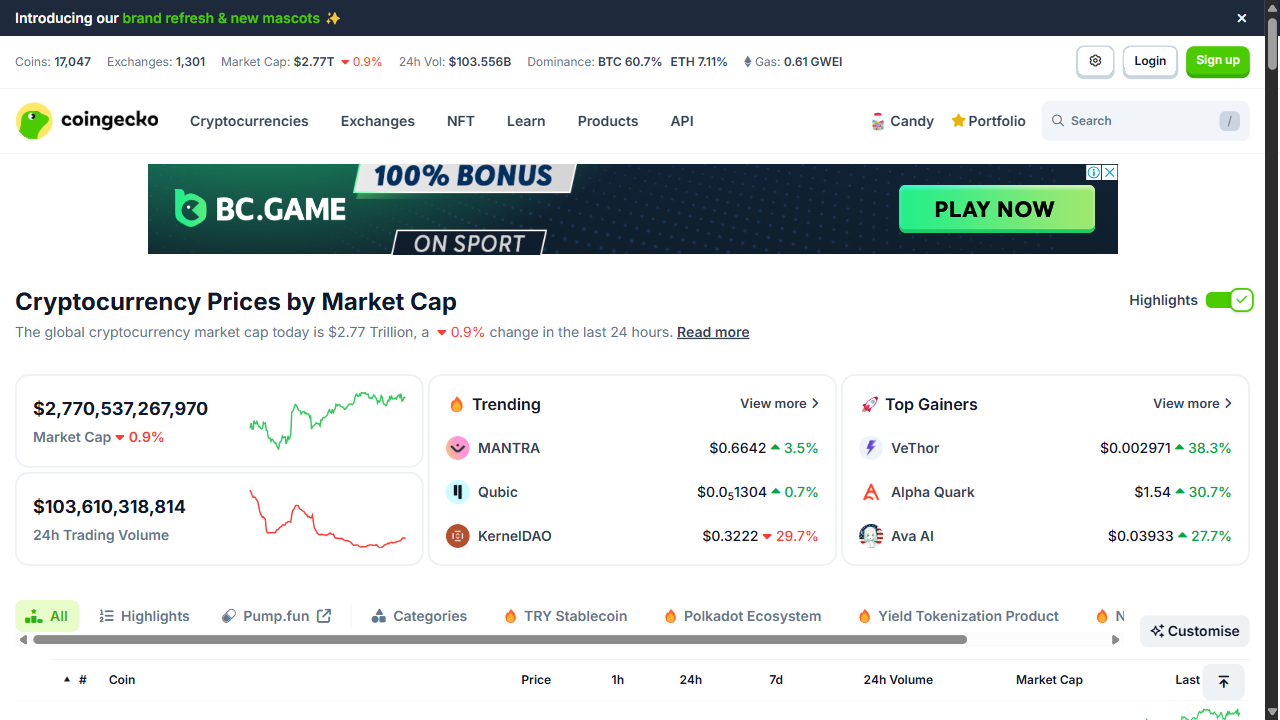 Introducing our brand refresh & new mascots ✨
Coins: 17,047 Exchanges: 1,301 Market Cap: $2.77T 0.9% 24h Vol: $103.556B Dominance: BTC 60.7% ETH 7.11% Gas: 0.61 GWEI
Login
Sign up
coingecko
Cryptocurrencies Exchanges NFT Learn Products API
Candy Portfolio
Search /
BC.GAME
100% BONUS
ON SPORT
PLAY NOW
Cryptocurrency Prices by Market Cap
Highlights
The global cryptocurrency market cap today is $2.77 Trillion, a 0.9% change in the last 24 hours. Read more
$2,770,537,267,970
Market Cap 0.9%
$103,610,318,814
24h Trading Volume
Trending View more
MANTRA $0.6642 3.5%
Qubic $0.0₅1304 0.7%
KernelDAO $0.3222 29.7%
Top Gainers View more
VeThor $0.002971 38.3%
Alpha Quark $1.54 30.7%
Ava AI $0.03933 27.7%
All Highlights Pump.fun Categories TRY Stablecoin Polkadot Ecosystem Yield Tokenization Product N
Customise
# Coin Price 1h 24h 7d 24h Volume Market Cap Last